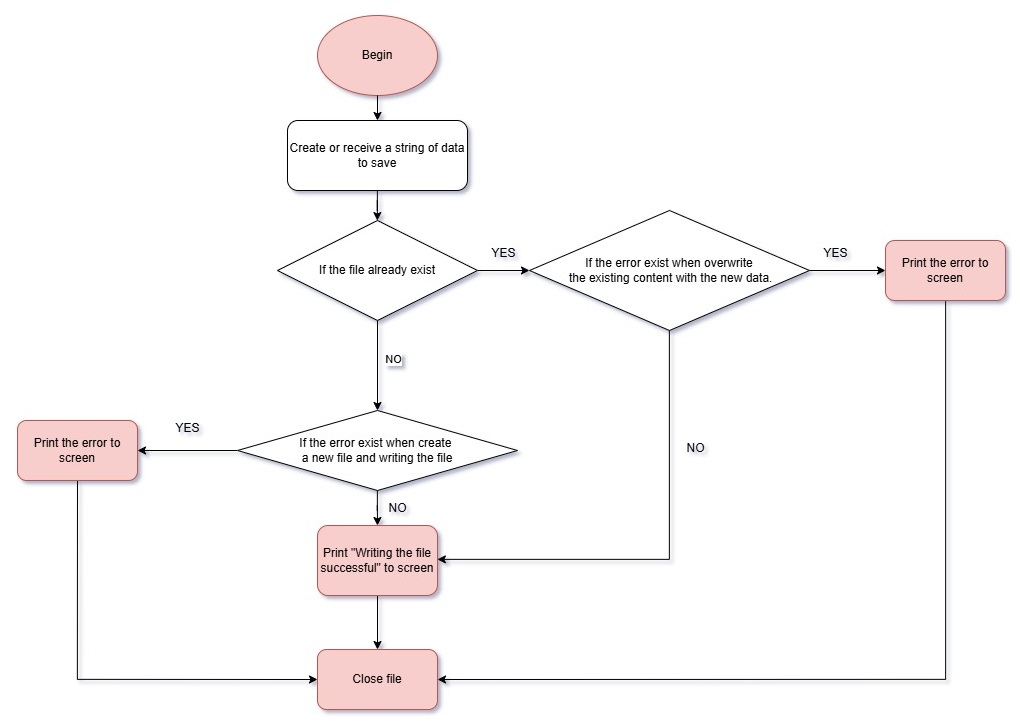 Begin
Create or receive a string of data
to save
If the file already exist
YES
If the error exist when overwrite
the existing content with the new data.
YES
Print the error to
screen
NO
If the error exist when create
a new file and writing the file
YES
Print the error to
screen
NO
NO
Print "Writing the file
successful" to screen
Close file